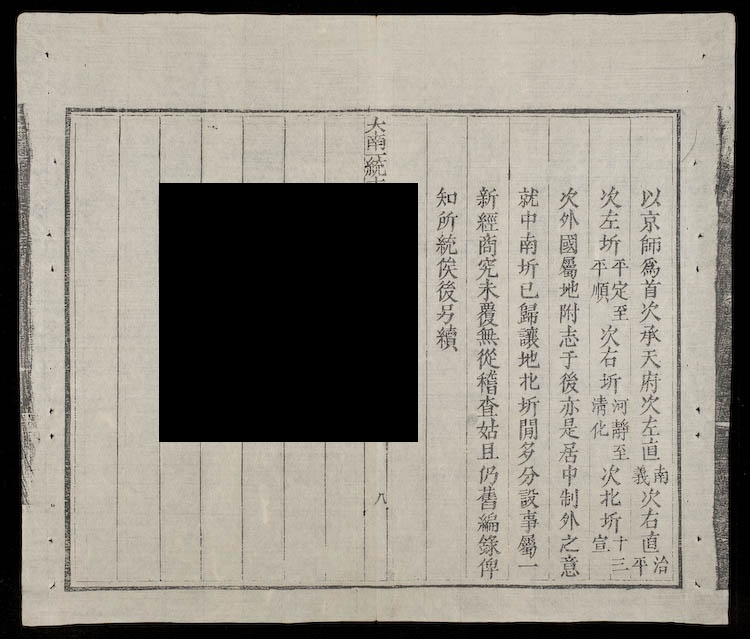 以京師爲首次承天府次左直南義次右直治平
次左圻平定至平順次右圻河靜至清化次北圻十三宣
次外國屬地附志于後亦是居中制外之意
就中南圻已歸讓地北圻閒多分設事屬一
新經商究未覆無從稽查姑且仍舊編錄俾
知所統俟後另續
大南一統
八